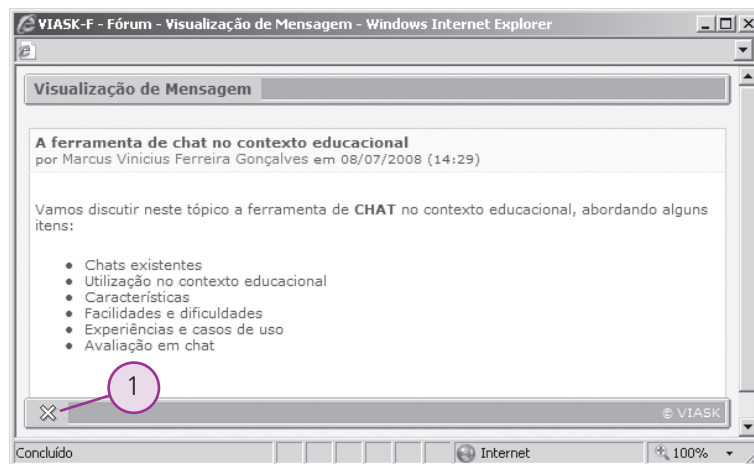 VIASK-F - Fórum - Visualização de Mensagem - Windows Internet Explorer
Visualização de Mensagem
A ferramenta de chat no contexto educacional
por Marcus Vinicius Ferreira Gonçalves em 08/07/2008 (14:29)
Vamos discutir neste tópico a ferramenta de CHAT no contexto educacional, abordando alguns
itens:
• Chats existentes
• Utilização no contexto educacional
• Características
• Facilidades e dificuldades
• Experiências e casos de uso
• Avaliação em chat
1
© VIASK
Concluído
Internet
100%